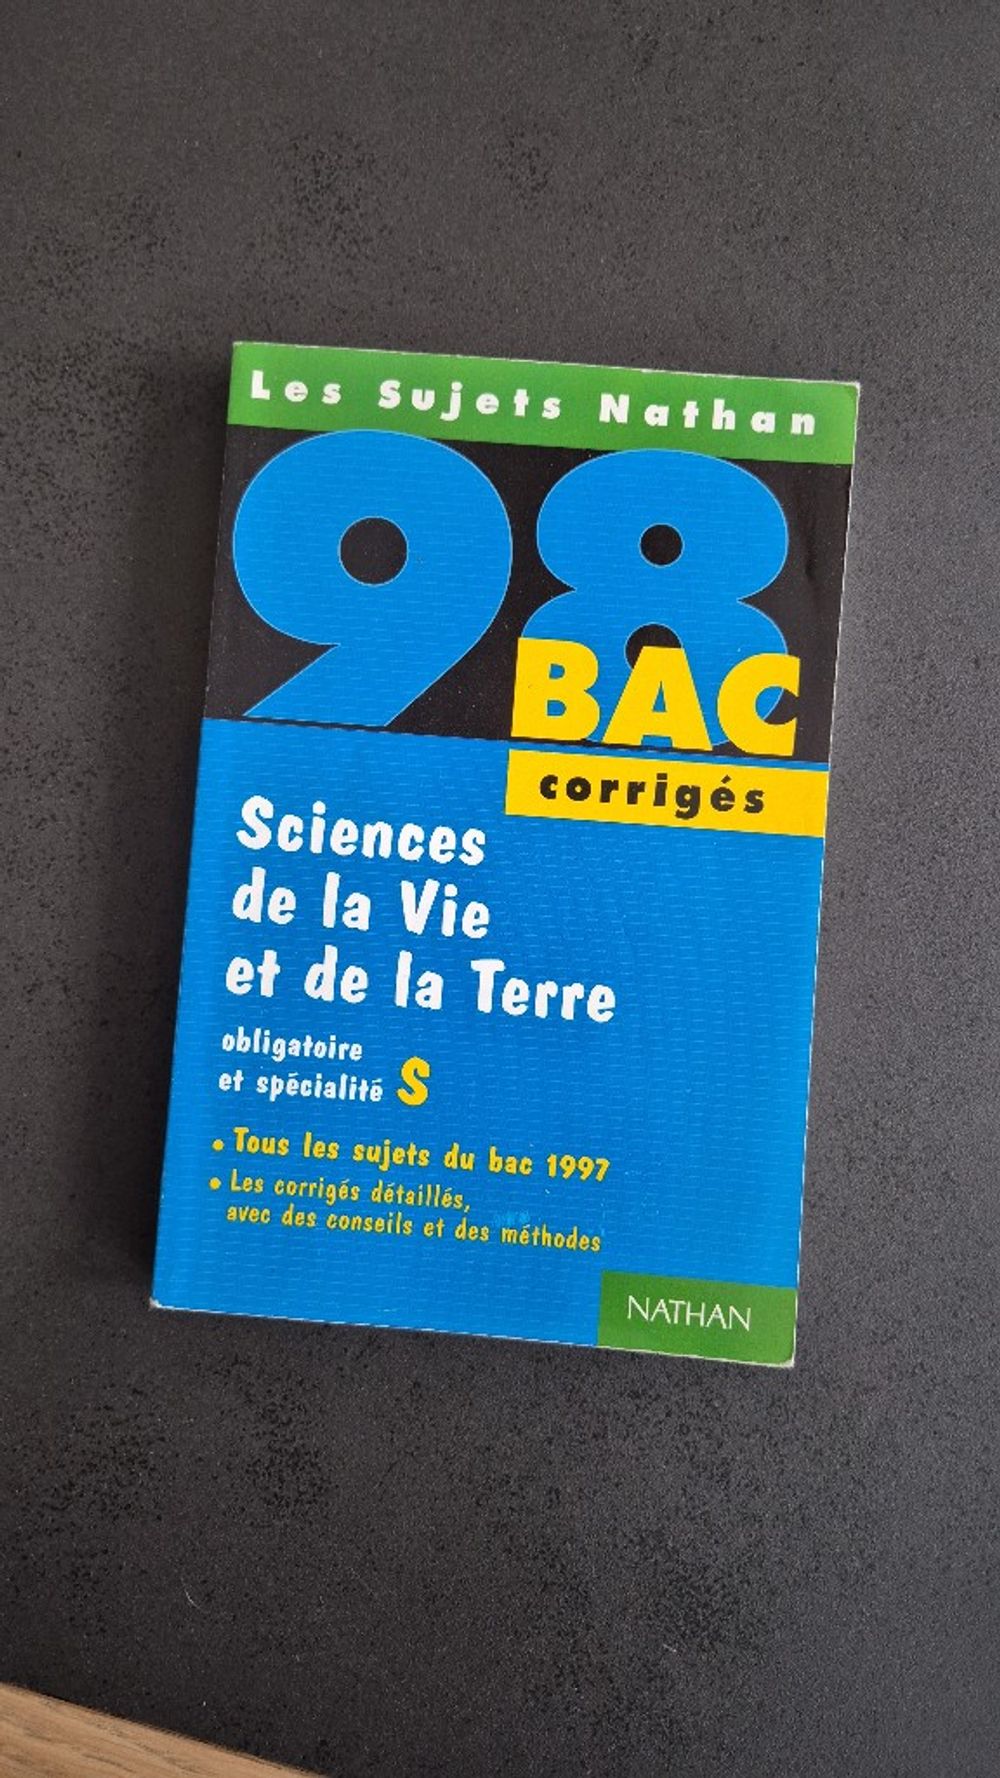 Les Sujets Nathan
98
BAC
corrigés
Sciences
de la Vie
et de la Terre
obligatoire
et spécialité S
• Tous les sujets du bac 1997
• Les corrigés détaillés,
avec des conseils et des méthodes
NATHAN